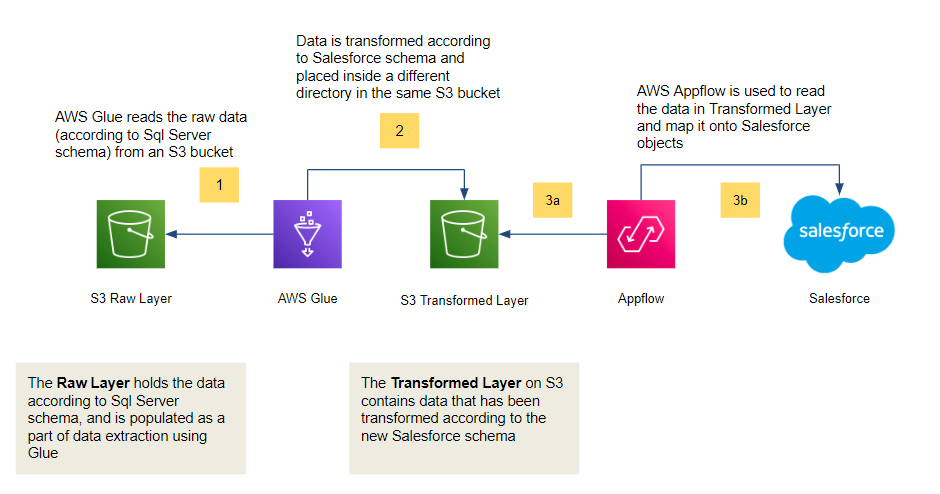 Data is transformed according
to Salesforce schema and
placed inside a different
directory in the same S3 bucket
AWS Glue reads the raw data
(according to Sql Server
schema) from an S3 bucket
AWS Appflow is used to read
the data in Transformed Layer
and map it onto Salesforce
objects
1
2
3a
3b
salesforce
S3 Raw Layer
AWS Glue
S3 Transformed Layer
Appflow
Salesforce
The Raw Layer holds the data
according to Sql Server
schema, and is populated as a
part of data extraction using
Glue
The Transformed Layer on S3
contains data that has been
transformed according to the
new Salesforce schema